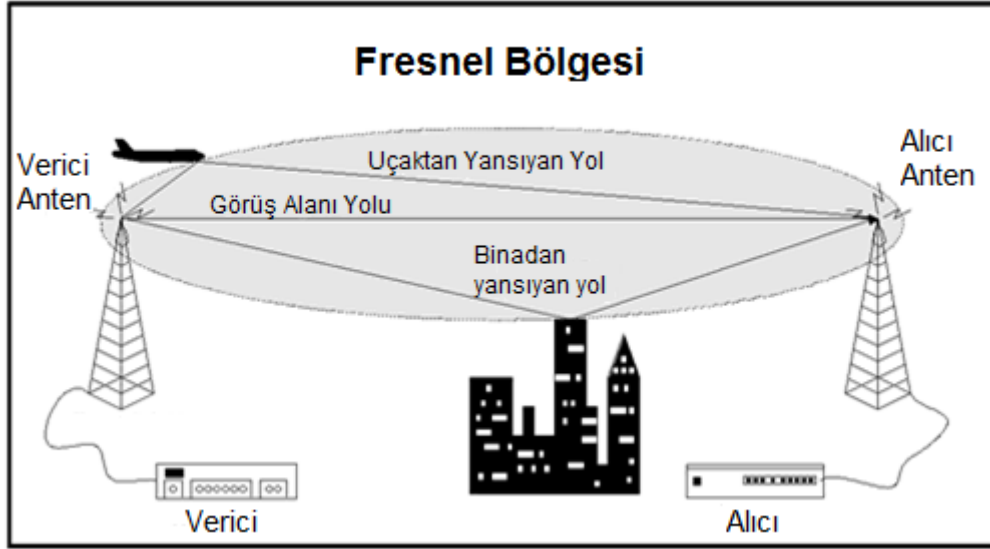 Fresnel Bölgesi
Verici
Anten
Uçaktan Yansıyan Yol
Alıcı
Anten
Görüş Alanı Yolu
Binadan
yansıyan yol
Verici
Alıcı